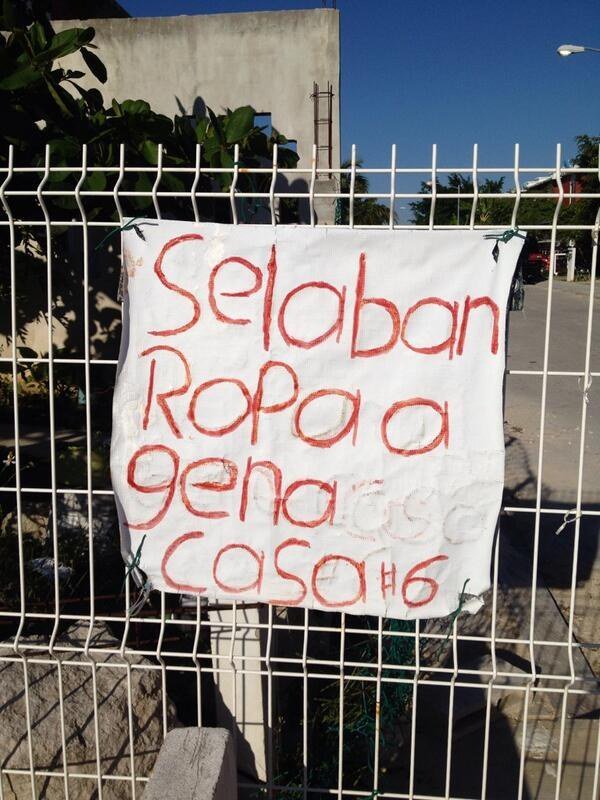 Selaban
Ropa a
gena
casa #6